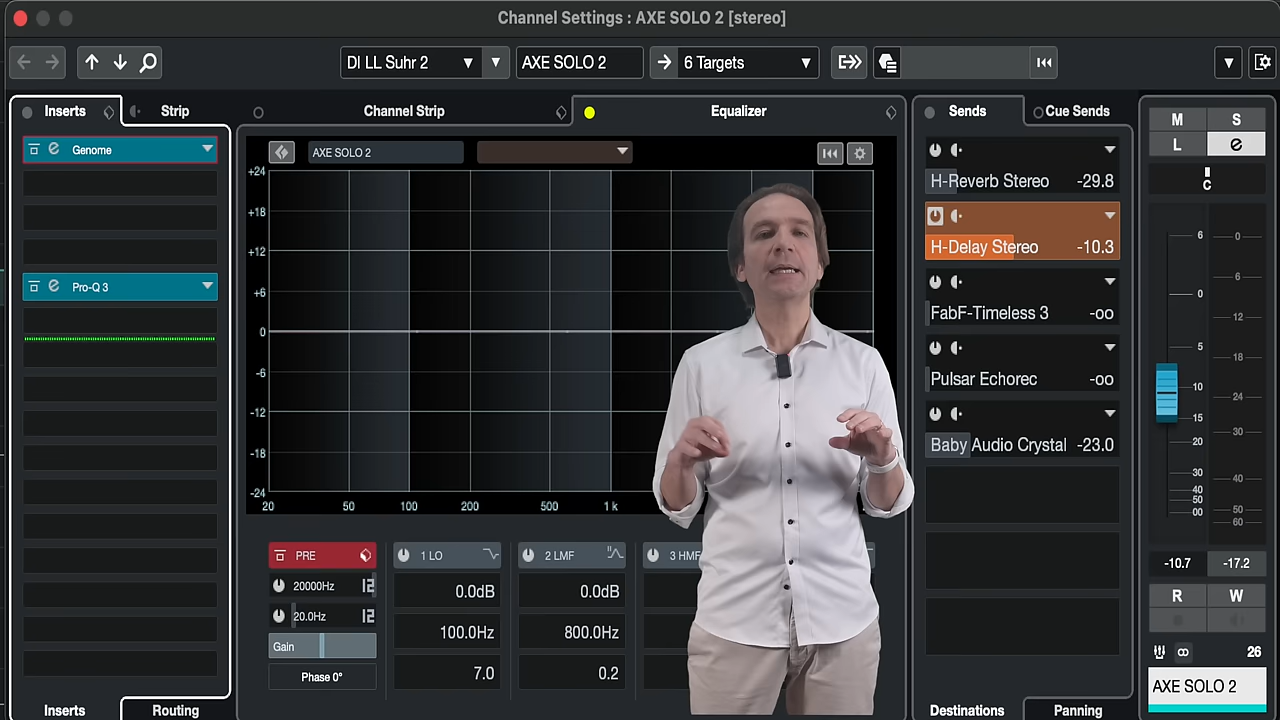 Channel Settings : AXE SOLO 2 [stereo]
DI LL Suhr 2
AXE SOLO 2
6 Targets
Inserts
Strip
Channel Strip
Equalizer
Sends
Cue Sends
M
S
L
e
C
Genome
Pro-Q 3
AXE SOLO 2
+24
+18
+12
+6
0
-6
-12
-18
-24
20
50
100
200
500
1 k
PRE
20000Hz
20.0Hz
Gain
Phase 0°
1 LO
0.0dB
100.0Hz
7.0
2 LMF
0.0dB
800.0Hz
0.2
3 HMF
H-Reverb Stereo -29.8
H-Delay Stereo -10.3
FabF-Timeless 3 -oo
Pulsar Echorec -oo
Baby Audio Crystal -23.0
6
0
5
10
15
20
30
40
50
00
0
6
12
18
24
30
40
50
60
-10.7
-17.2
R
W
26
AXE SOLO 2
Inserts
Routing
Destinations
Panning